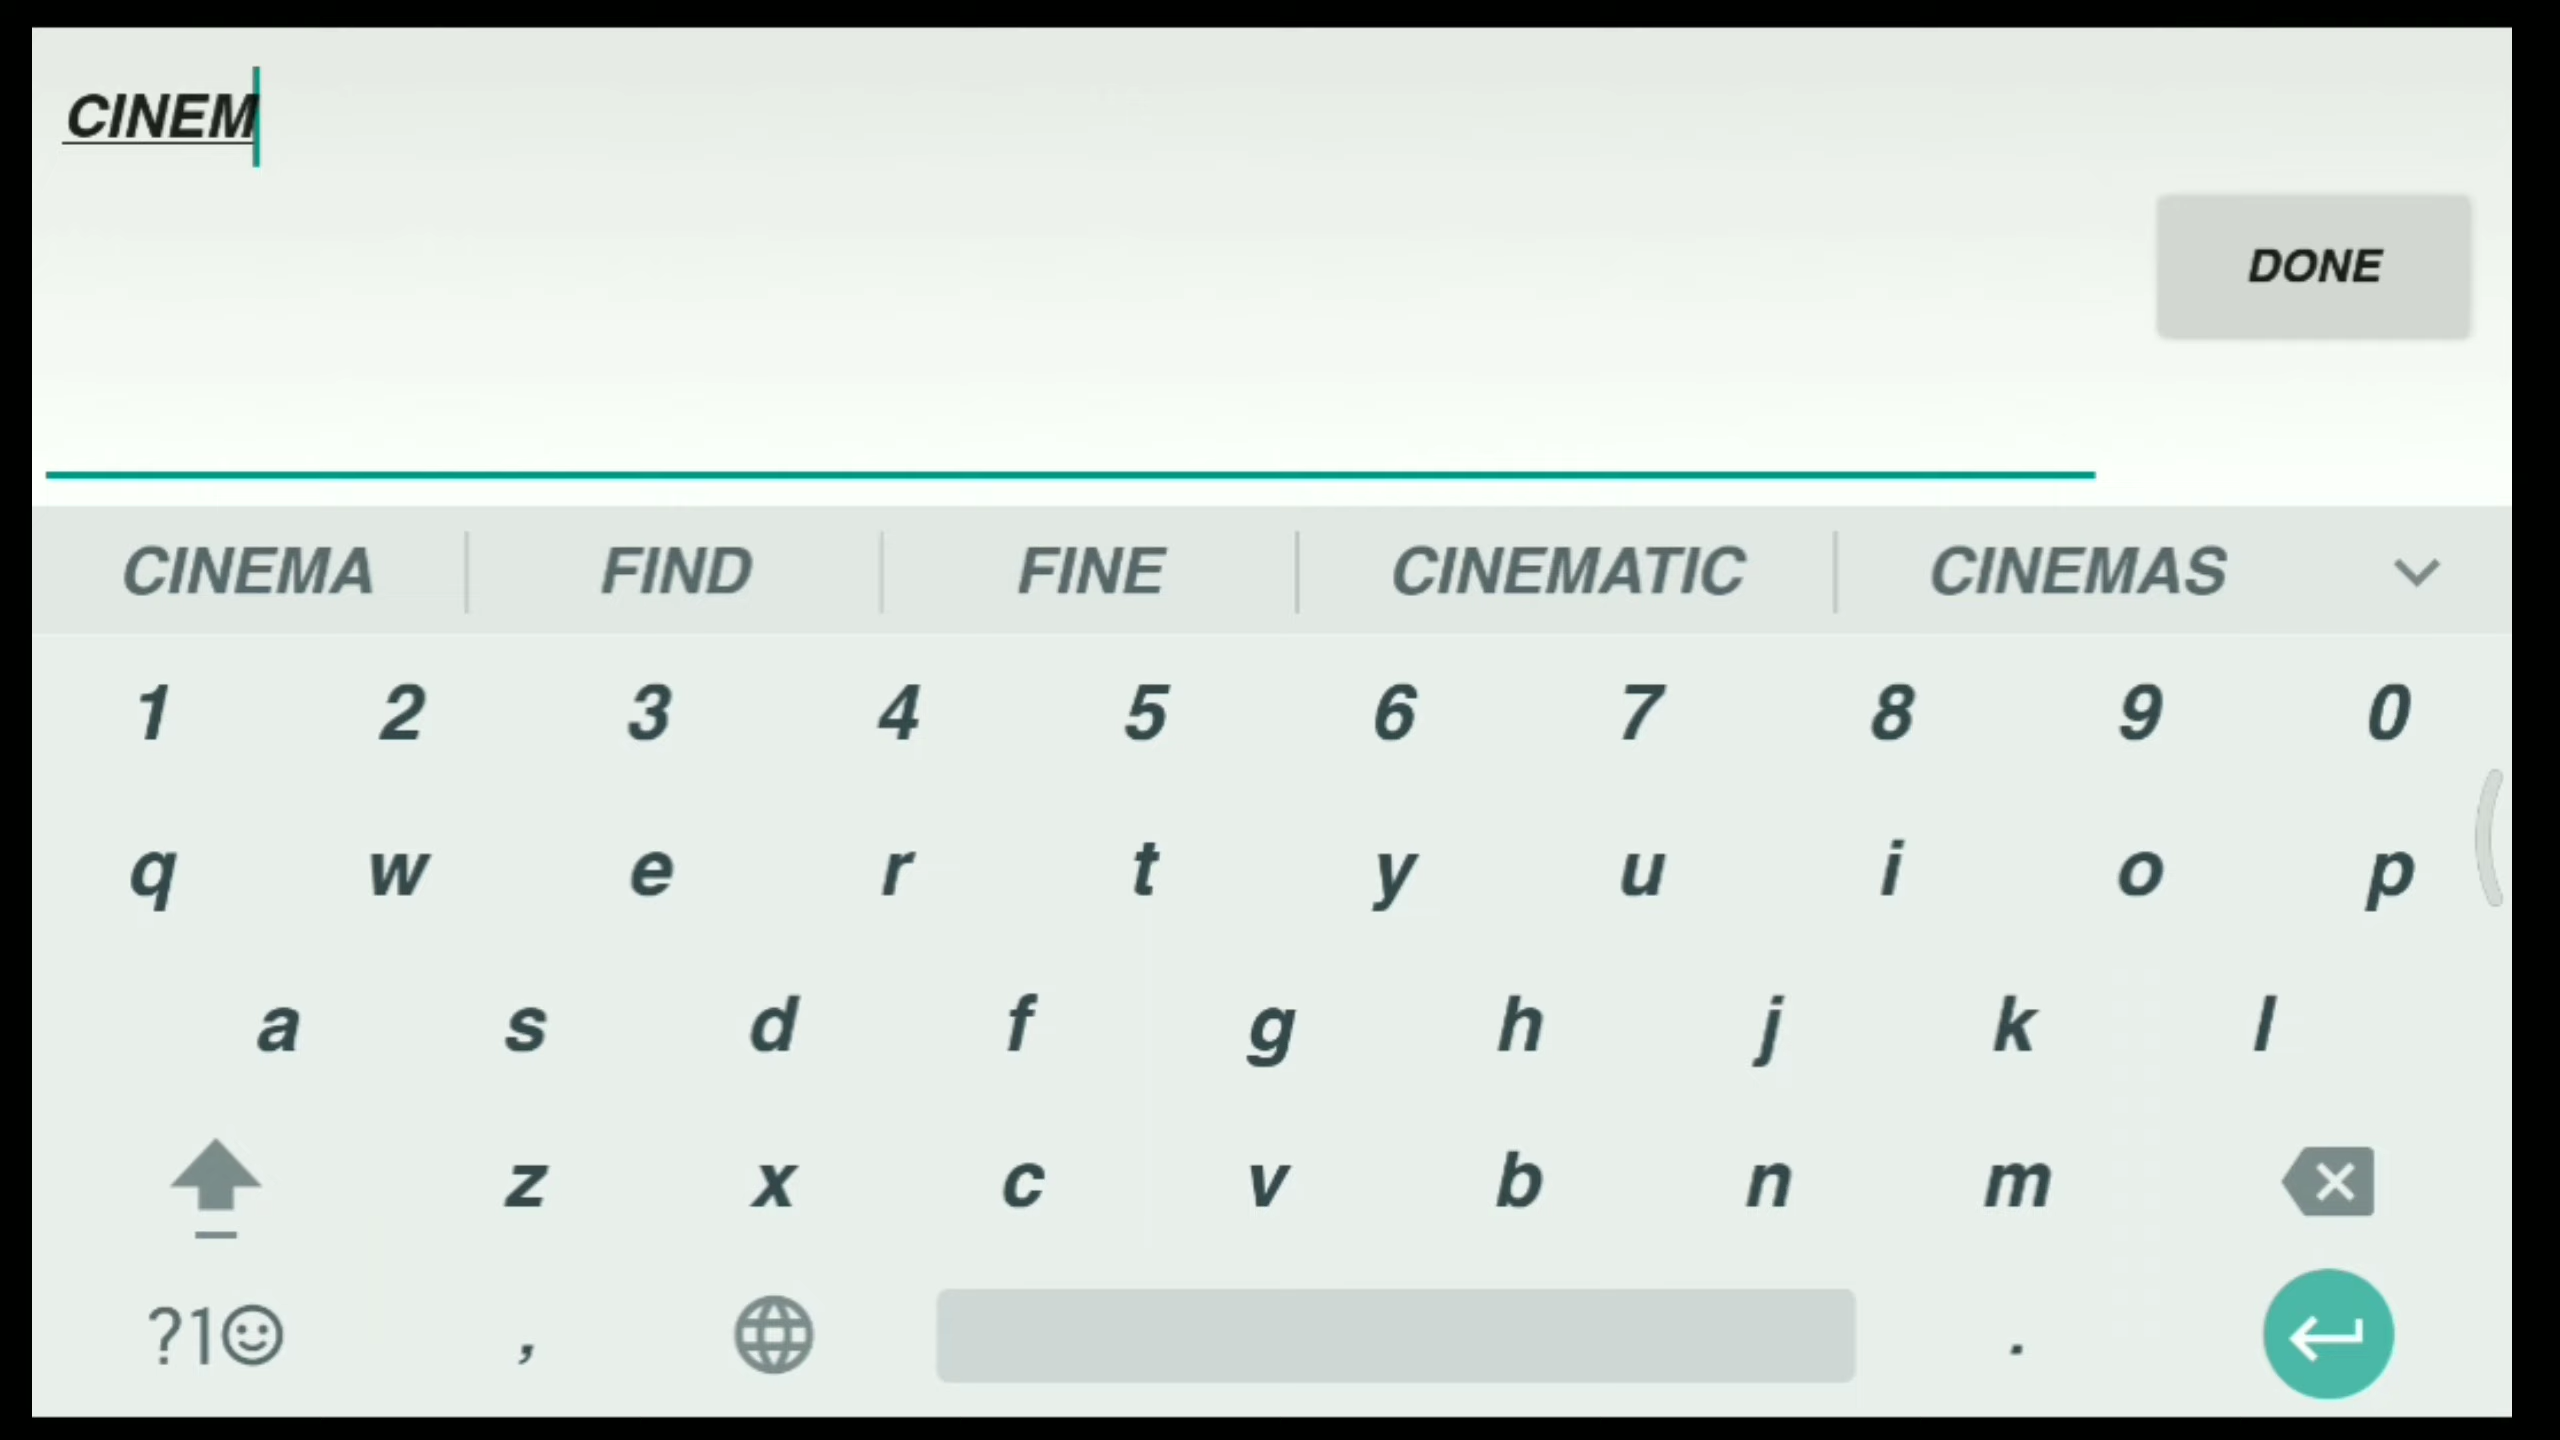 CINEM
DONE
CINEMA FIND FINE CINEMATIC CINEMAS
1 2 3 4 5 6 7 8 9 0
q w e r t y u i o p
a s d f g h j k l
z x c v b n m
?1☺ , .